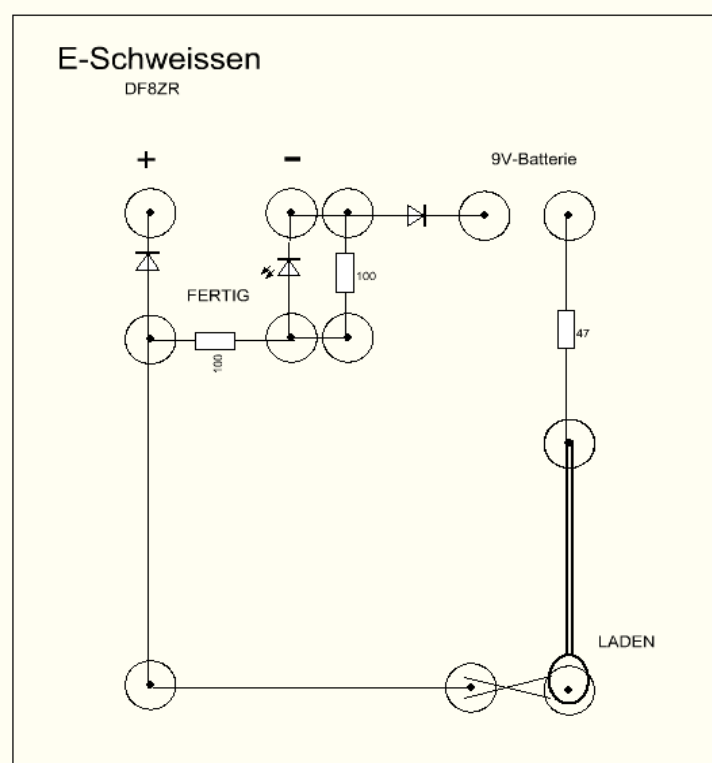 E-Schweissen
DF8ZR
+ -
9V-Batterie
100
FERTIG
100
47
LADEN